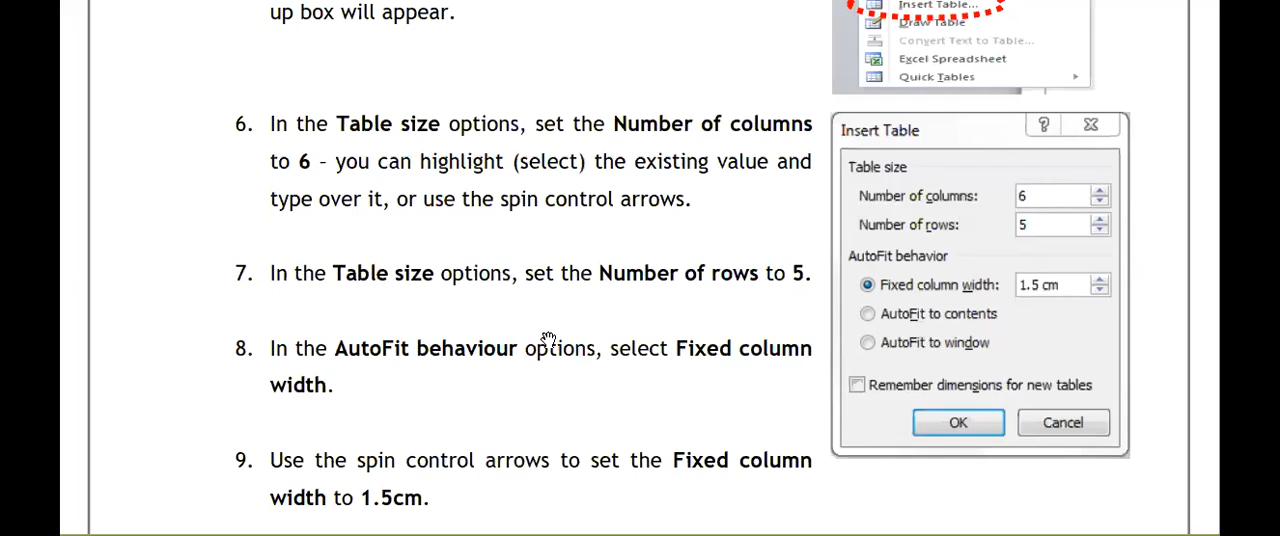 up box will appear.
Insert Table...
Draw Table
Convert Text to Table...
Excel Spreadsheet
Quick Tables
6. In the Table size options, set the Number of columns
to 6 – you can highlight (select) the existing value and
type over it, or use the spin control arrows.
7. In the Table size options, set the Number of rows to 5.
8. In the AutoFit behaviour options, select Fixed column
width.
9. Use the spin control arrows to set the Fixed column
width to 1.5cm.
Insert Table
Table size
Number of columns: 6
Number of rows: 5
AutoFit behavior
Fixed column width: 1.5 cm
AutoFit to contents
AutoFit to window
Remember dimensions for new tables
OK Cancel